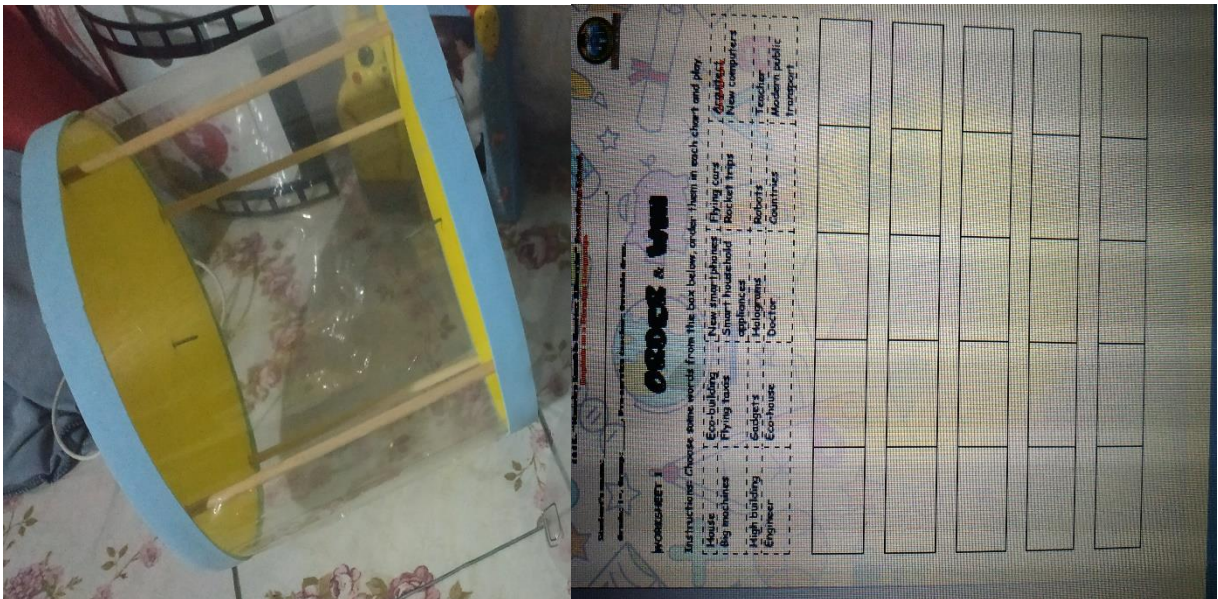 Student's name:
WORKSHEET 1
ORDER & WIN
Instructions: Choose some words from the box below, order them in each chart and play.
House Eco-building New smartphones Flying cars
Big machines Flying taxis Smart household Rocket trips New computers
appliances
High building Gadgets Holograms Robots Teacher
Engineer Eco-house Doctor Countries Modern public
transport